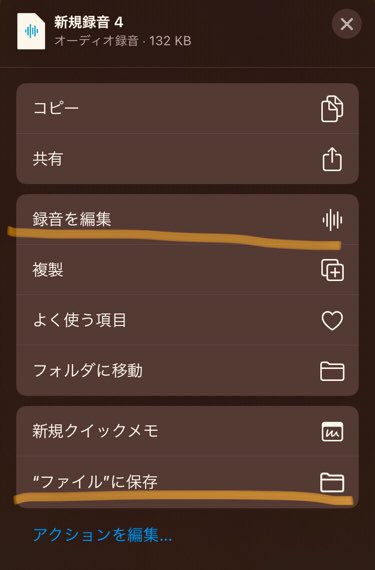 新規録音 4
オーディオ録音 · 132 KB
コピー
共有
録音を編集
複製
よく使う項目
フォルダに移動
新規クイックメモ
“ファイル”に保存
アクションを編集...